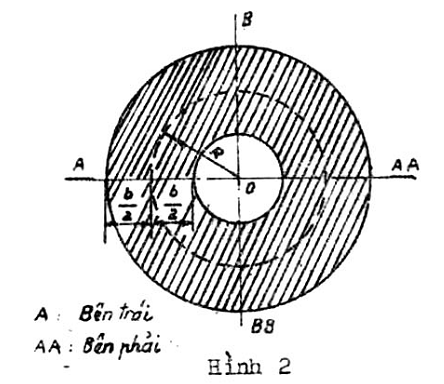 B
R
A
O
AA
b/2
b/2
BB
A : Bên trái
AA : Bên phải
Hình 2